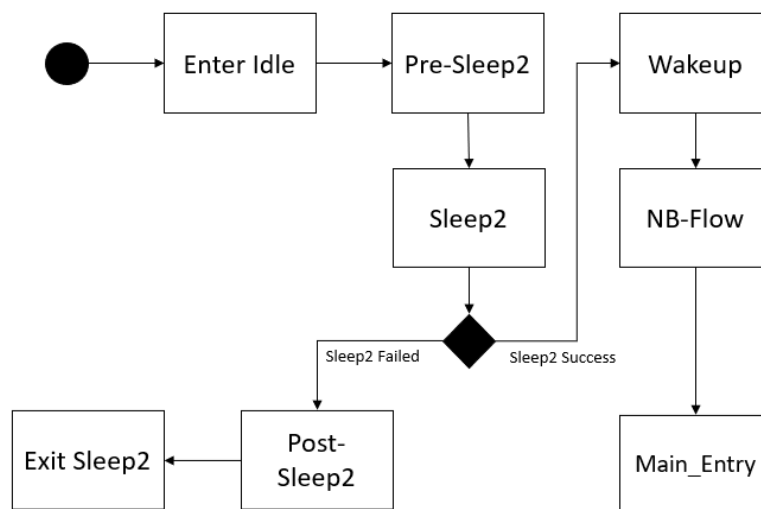 Enter Idle
Pre-Sleep2
Wakeup
Sleep2
NB-Flow
Sleep2 Failed
Sleep2 Success
Exit Sleep2
Post-
Sleep2
Main_Entry